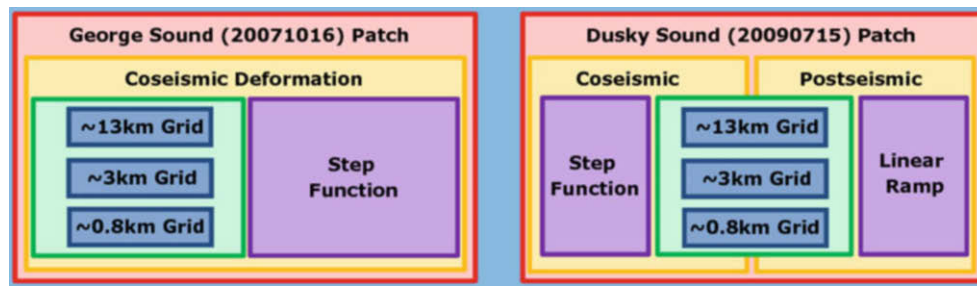 George Sound (20071016) Patch
Coseismic Deformation
~13km Grid
~3km Grid
~0.8km Grid
Step
Function
Dusky Sound (20090715) Patch
Coseismic
Postseismic
Step
Function
~13km Grid
~3km Grid
~0.8km Grid
Linear
Ramp